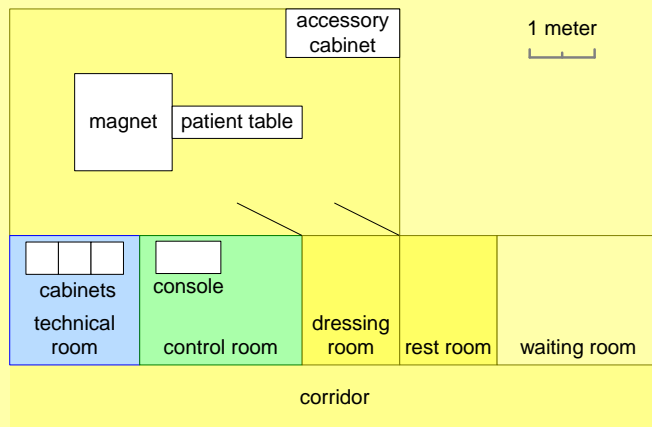 accessory
cabinet
1 meter
magnet
patient table
cabinets
console
technical
room
control room
dressing
room
rest room
waiting room
corridor